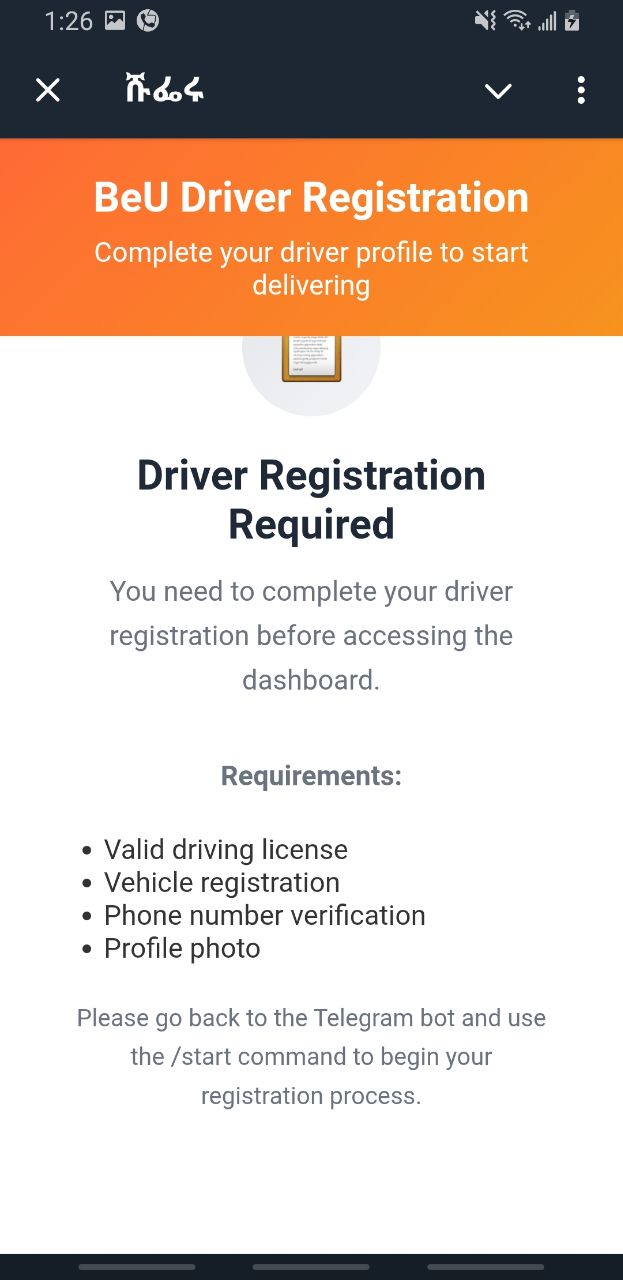 1:26
ሹፌሩ
BeU Driver Registration
Complete your driver profile to start
delivering
Driver Registration
Required
You need to complete your driver
registration before accessing the
dashboard.
Requirements:
• Valid driving license
• Vehicle registration
• Phone number verification
• Profile photo
Please go back to the Telegram bot and use
the /start command to begin your
registration process.